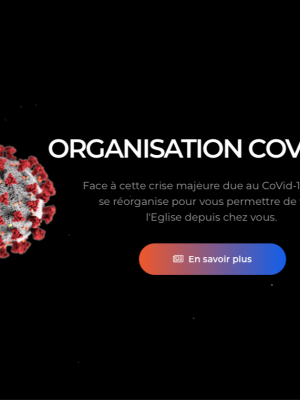 ORGANISATION COV
Face à cette crise majeure due au CoVid-1
se réorganise pour vous permettre de
l'Eglise depuis chez vous.
En savoir plus